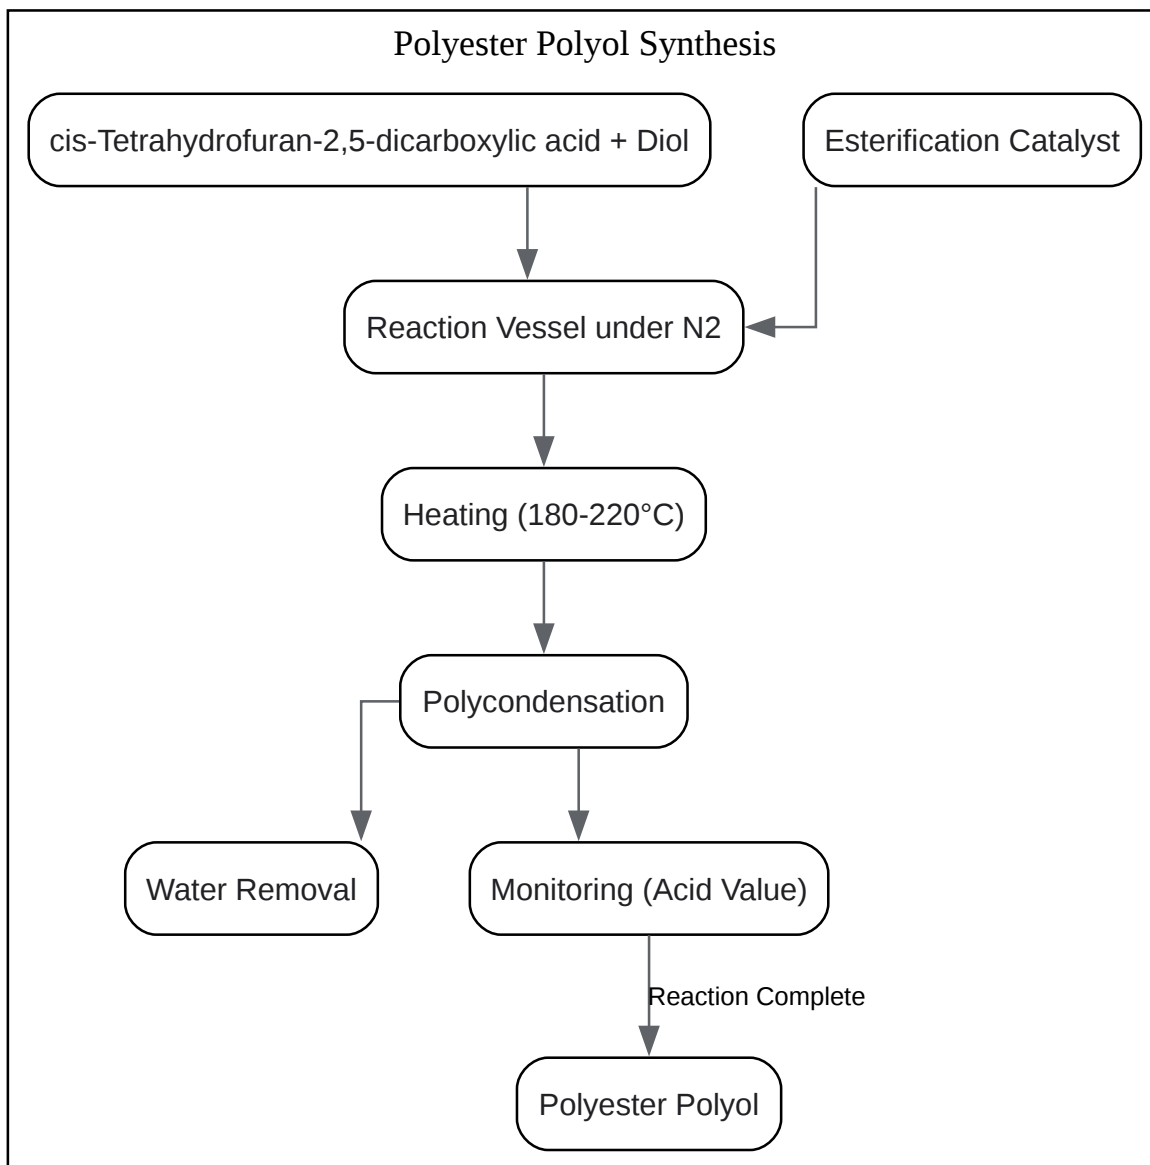 Polyester Polyol Synthesis
cis-Tetrahydrofuran-2,5-dicarboxylic acid + Diol
Esterification Catalyst
Reaction Vessel under N2
Heating (180-220°C)
Polycondensation
Water Removal
Monitoring (Acid Value)
Reaction Complete
Polyester Polyol